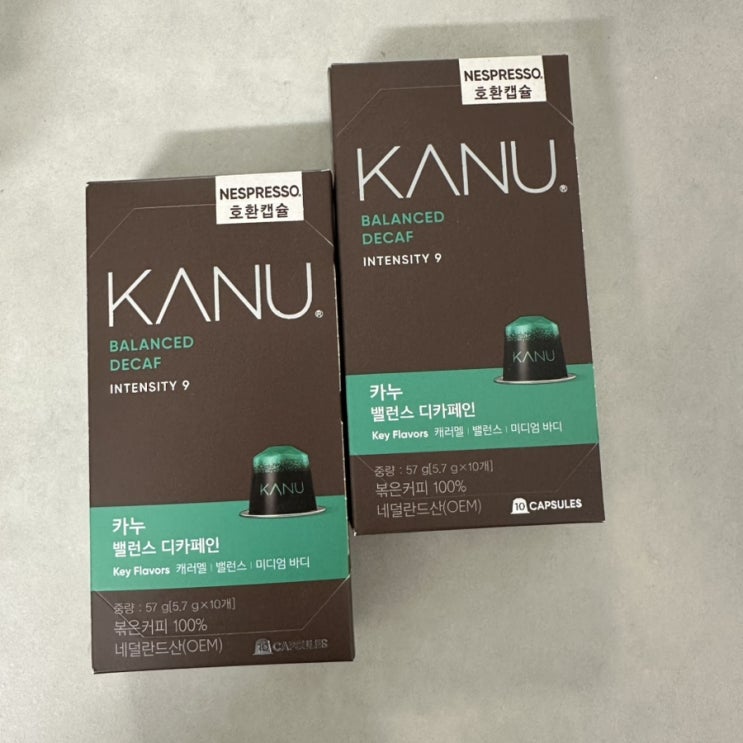 NESPRESSO.
호환캡슐
KANU®
BALANCED
DECAF
INTENSITY 9
KANU
카누
밸런스 디카페인
Key Flavors 캐러멜 | 밸런스 | 미디엄 바디
중량 : 57 g[5.7 g×10개]
볶은커피 100%
네덜란드산(OEM)
10 CAPSULES
NESPRESSO.
호환캡슐
KANU®
BALANCED
DECAF
INTENSITY 9
KANU
카누
밸런스 디카페인
Key Flavors 캐러멜 | 밸런스 | 미디엄 바디
중량 : 57 g[5.7 g×10개]
볶은커피 100%
네덜란드산(OEM)
10 CAPSULES